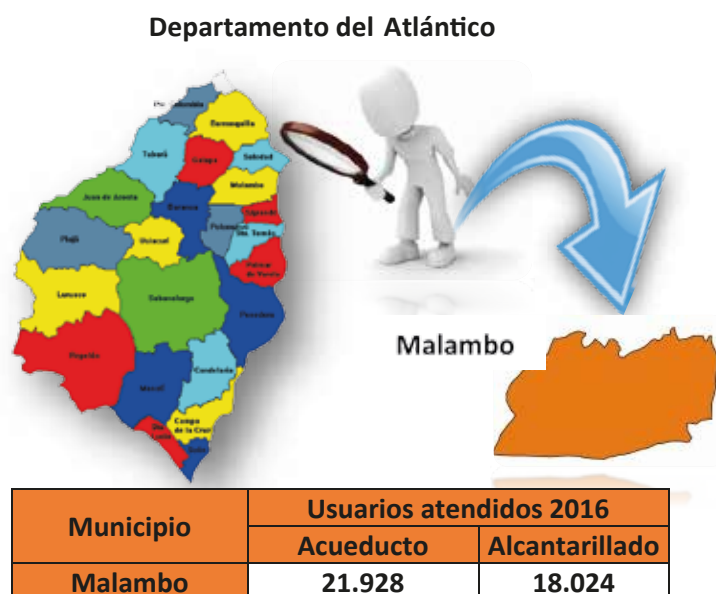 Departamento del Atlántico
Barranquilla
Tubará
Galapa
Soledad
Malambo
Juan de Acosta
Baranoa
Polonuevo
Sto. Tomás
Piojó
Usiacurí
Palmar
de Varela
Luruaco
Sabanalarga
Ponedera
Malambo
Repelón
Candelaria
Manatí
Campo
de la Cruz
Municipio
Usuarios atendidos 2016
Acueducto
Alcantarillado
Malambo
21.928
18.024